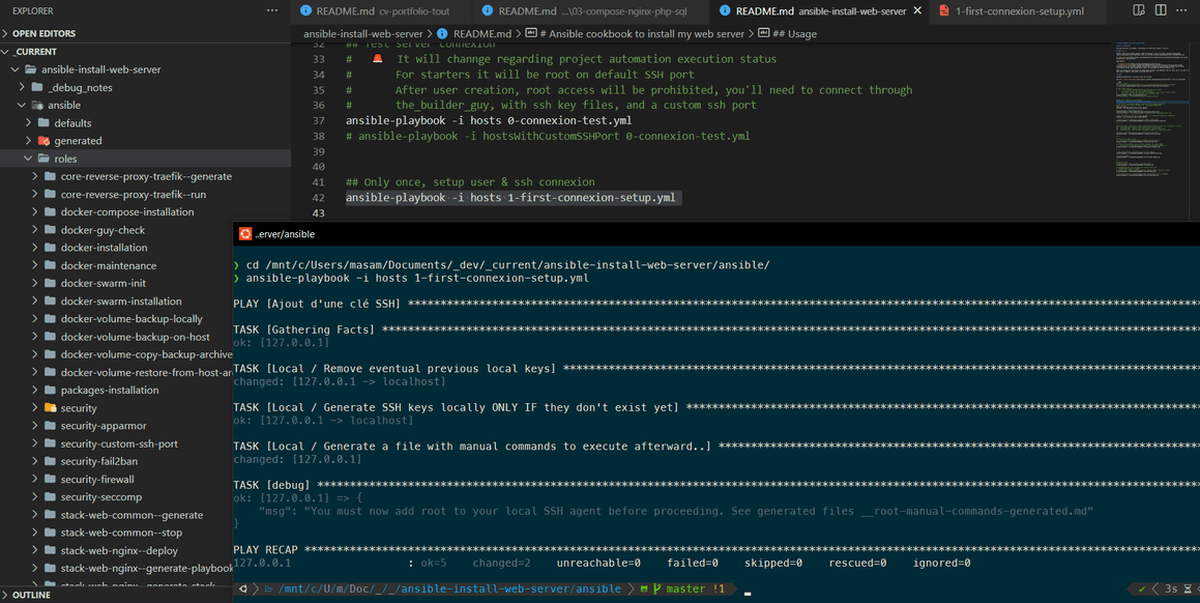 EXPLORER
OPEN EDITORS
_CURRENT
ansible-install-web-server
_debug_notes
ansible
defaults
generated
roles
core-reverse-proxy-traefik--generate
core-reverse-proxy-traefik--run
docker-compose-installation
docker-guy-check
docker-installation
docker-maintenance
docker-swarm-init
docker-swarm-installation
docker-volume-backup-locally
docker-volume-backup-on-host
docker-volume-copy-backup-archive
docker-volume-restore-from-host-ar
packages-installation
security
security-apparmor
security-custom-ssh-port
security-fail2ban
security-firewall
security-seccomp
stack-web-common--generate
stack-web-common--stop
stack-web-nginx--deploy
stack-web-nginx--generate-playbook
stack-web-nginx--generate-stack
OUTLINE
README.md cv-portfolio-tout
README.md ...\03-compose-nginx-php-sql
README.md ansible-install-web-server
1-first-connexion-setup.yml
ansible-install-web-server > README.md > # Ansible cookbook to install my web server > ## Usage
32 ## Test server connexion
33 # It will channge regarding project automation execution status
34 # For starters it will be root on default SSH port
35 # After user creation, root access will be prohibited, you'll need to connect through
36 # the_builder_guy, with ssh key files, and a custom ssh port
37 ansible-playbook -i hosts 0-connexion-test.yml
38 # ansible-playbook -i hostsWithCustomSSHPort 0-connexion-test.yml
39
40
41 ## Only once, setup user & ssh connexion
42 ansible-playbook -i hosts 1-first-connexion-setup.yml
43
..erver/ansible
❯ cd /mnt/c/Users/masam/Documents/_dev/_current/ansible-install-web-server/ansible/
❯ ansible-playbook -i hosts 1-first-connexion-setup.yml
PLAY [Ajout d'une clé SSH] ****
TASK [Gathering Facts] ****
ok: [127.0.0.1]
TASK [Local / Remove eventual previous local keys] ****
changed: [127.0.0.1 -> localhost]
TASK [Local / Generate SSH keys locally ONLY IF they don't exist yet] ****
ok: [127.0.0.1 -> localhost]
TASK [Local / Generate a file with manual commands to execute afterward..] ****
changed: [127.0.0.1]
TASK [debug] ****
ok: [127.0.0.1] => {
"msg": "You must now add root to your local SSH agent before proceeding. See generated files __root-manual-commands-generated.md"
}
PLAY RECAP ****
127.0.0.1 : ok=5 changed=2 unreachable=0 failed=0 skipped=0 rescued=0 ignored=0
/mnt/c/U/m/Doc/_/_/ansible-install-web-server/ansible master !1 3s